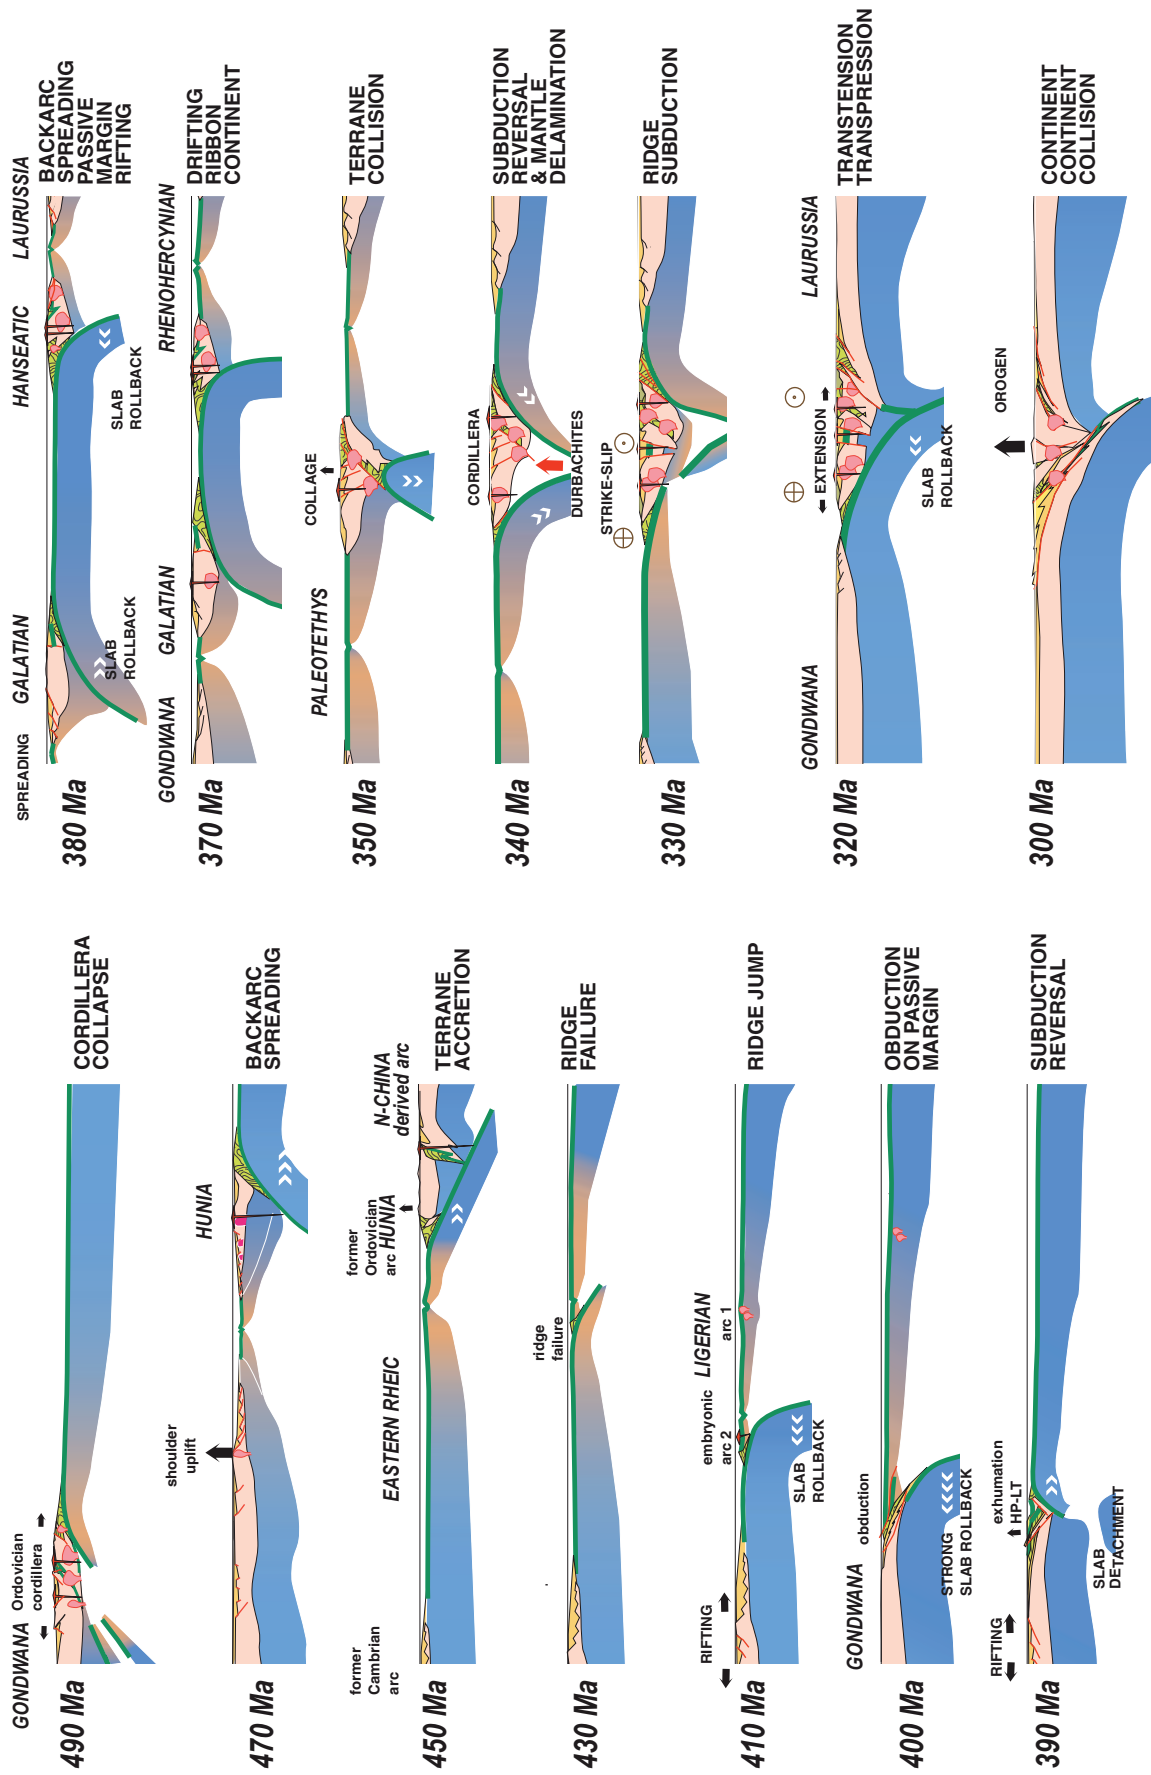 GONDWANA
Ordovician
cordillera
490 Ma
CORDILLERA
COLLAPSE
HUNIA
shoulder
uplift
470 Ma
BACKARC
SPREADING
former
Cambrian
arc
EASTERN RHEIC
former
Ordovician
arc HUNIA
N-CHINA
derived arc
450 Ma
TERRANE
ACCRETION
ridge
failure
430 Ma
RIDGE
FAILURE
RIFTING
embryonic
arc 2
LIGERIAN
arc 1
SLAB
ROLLBACK
410 Ma
RIDGE JUMP
GONDWANA
obduction
STRONG
SLAB ROLLBACK
400 Ma
OBDUCTION
ON PASSIVE
MARGIN
RIFTING
exhumation
HP-LT
SLAB
DETACHMENT
390 Ma
SUBDUCTION
REVERSAL
SPREADING
GALATIAN
HANSEATIC
LAURUSSIA
SLAB
ROLLBACK
SLAB
ROLLBACK
380 Ma
BACKARC
SPREADING
PASSIVE
MARGIN
RIFTING
GONDWANA
GALATIAN
RHENOHERCYNIAN
370 Ma
DRIFTING
RIBBON
CONTINENT
PALEOTETHYS
COLLAGE
350 Ma
TERRANE
COLLISION
CORDILLERA
DURBACHITES
340 Ma
SUBDUCTION
REVERSAL
& MANTLE
DELAMINATION
STRIKE-SLIP
330 Ma
RIDGE
SUBDUCTION
GONDWANA
EXTENSION
LAURUSSIA
SLAB
ROLLBACK
320 Ma
TRANSTENSION
TRANSPRESSION
OROGEN
300 Ma
CONTINENT
CONTINENT
COLLISION